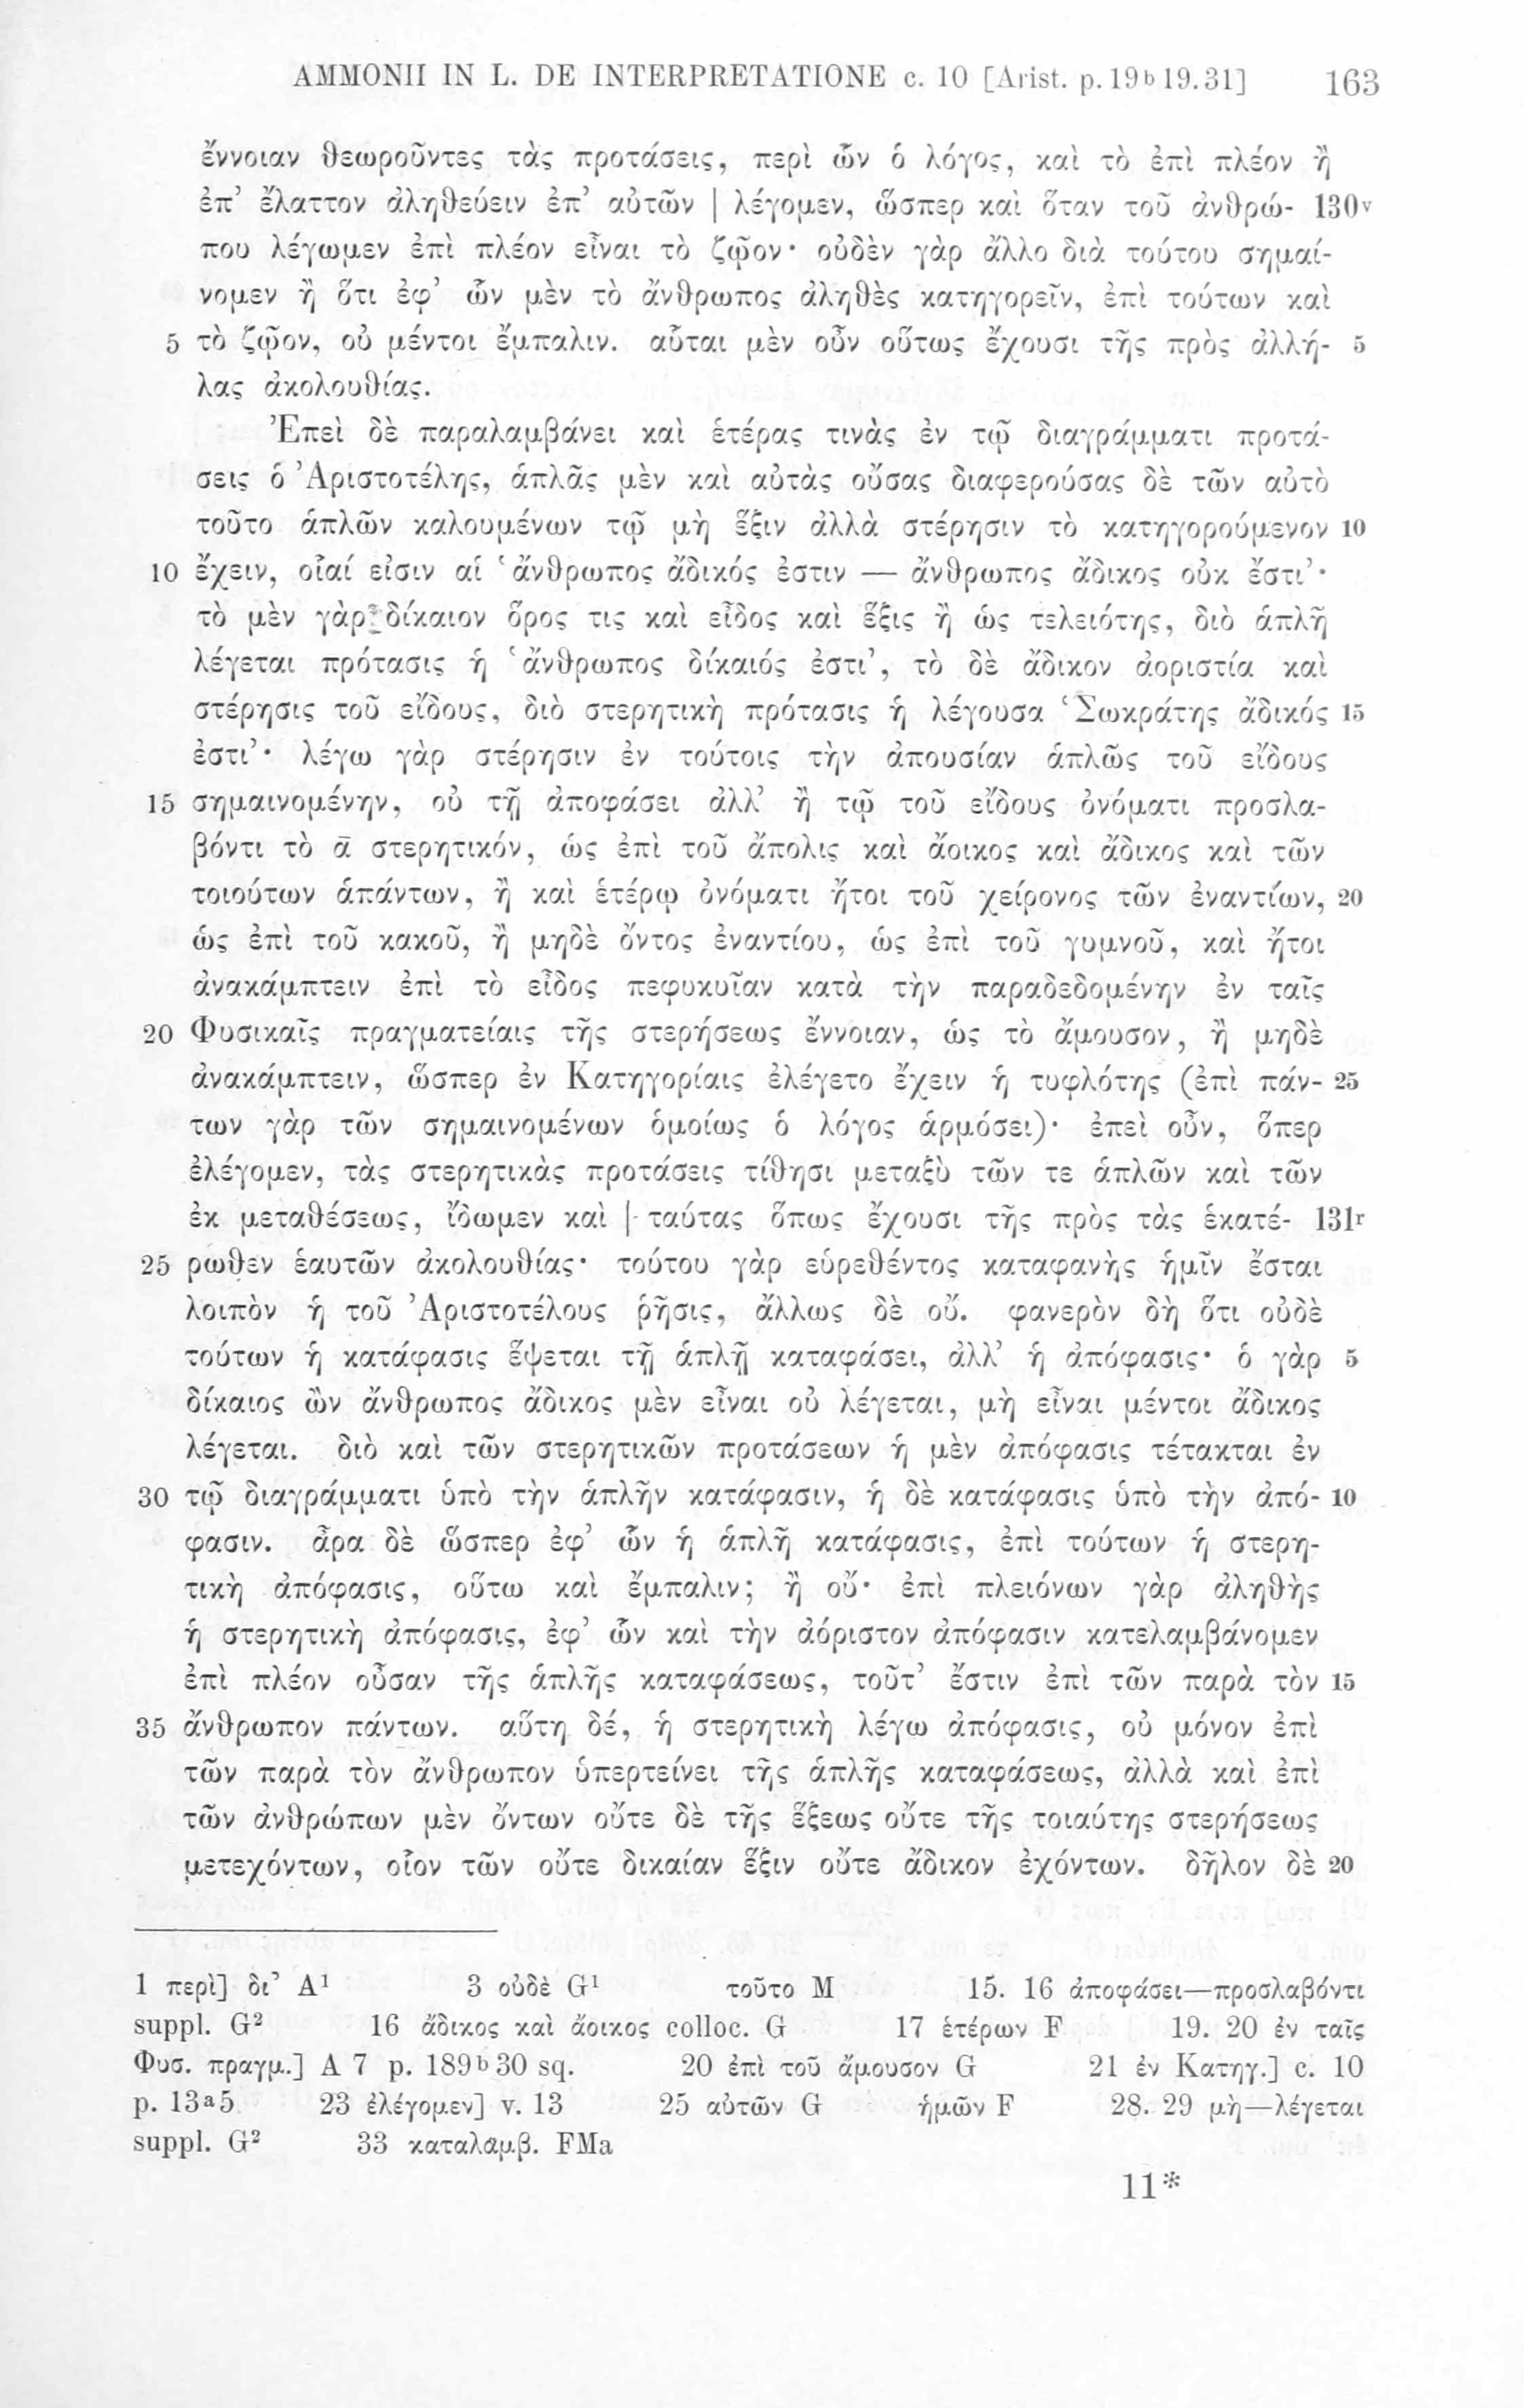 AMMONII IN L. DE INTERPRETATIONE c. 10 [Arist. p. 19b19.31] 163
ἔννοιαν θεωροῦντες τὰς προτάσεις, περὶ ὧν ὁ λόγος, καὶ τὸ ἐπὶ πλέον ἢ
ἐπ’ ἔλαττον ἀληθεύειν ἐπ’ αὐτῶν | λέγομεν, ὥσπερ καὶ ὅταν τοῦ ἀνθρώ- 130v
που λέγωμεν ἐπὶ πλέον εἶναι τὸ ζῷον· οὐδὲν γὰρ ἄλλο διὰ τούτου σημαί-
νομεν ἢ ὅτι ἐφ’ ὧν μὲν τὸ ἄνθρωπος ἀληθὲς κατηγορεῖν, ἐπὶ τούτων καὶ
5 τὸ ζῷον, οὐ μέντοι ἔμπαλιν. αὗται μὲν οὖν οὕτως ἔχουσι τῆς πρὸς ἀλλή- 5
λας ἀκολουθίας.
Ἐπεὶ δὲ παραλαμβάνει καὶ ἑτέρας τινὰς ἐν τῷ διαγράμματι προτά-
σεις ὁ Ἀριστοτέλης, ἁπλᾶς μὲν καὶ αὐτὰς οὔσας διαφερούσας δὲ τῶν αὐτὸ
τοῦτο ἁπλῶν καλουμένων τῷ μὴ ἕξιν ἀλλὰ στέρησιν τὸ κατηγορούμενον 10
10 ἔχειν, οἷαί εἰσιν αἱ ‘ἄνθρωπος ἄδικός ἐστιν — ἄνθρωπος ἄδικος οὐκ ἔστι’·
τὸ μὲν γὰρ δίκαιον ὅρος τις καὶ εἶδος καὶ ἕξις ἢ ὡς τελειότης, διὸ ἁπλῆ
λέγεται πρότασις ἡ ‘ἄνθρωπος δίκαιός ἐστι’, τὸ δὲ ἄδικον ἀοριστία καὶ
στέρησις τοῦ εἴδους, διὸ στερητικὴ πρότασις ἡ λέγουσα ‘Σωκράτης ἄδικός 15
ἐστι’· λέγω γὰρ στέρησιν ἐν τούτοις τὴν ἀπουσίαν ἁπλῶς τοῦ εἴδους
15 σημαινομένην, οὐ τῇ ἀποφάσει ἀλλ’ ἢ τῷ τοῦ εἴδους ὀνόματι προσλα-
βόντι τὸ ᾱ στερητικόν, ὡς ἐπὶ τοῦ ἄπολις καὶ ἄοικος καὶ ἄδικος καὶ τῶν
τοιούτων ἁπάντων, ἢ καὶ ἑτέρῳ ὀνόματι ἤτοι τοῦ χείρονος τῶν ἐναντίων, 20
ὡς ἐπὶ τοῦ κακοῦ, ἢ μηδὲ ὄντος ἐναντίου, ὡς ἐπὶ τοῦ γυμνοῦ, καὶ ἤτοι
ἀνακάμπτειν ἐπὶ τὸ εἶδος πεφυκυῖαν κατὰ τὴν παραδεδομένην ἐν ταῖς
20 Φυσικαῖς πραγματείαις τῆς στερήσεως ἔννοιαν, ὡς τὸ ἄμουσον, ἢ μηδὲ
ἀνακάμπτειν, ὥσπερ ἐν Κατηγορίαις ἐλέγετο ἔχειν ἡ τυφλότης (ἐπὶ πάν- 25
των γὰρ τῶν σημαινομένων ὁμοίως ὁ λόγος ἁρμόσει)· ἐπεὶ οὖν, ὅπερ
ἐλέγομεν, τὰς στερητικὰς προτάσεις τίθησι μεταξὺ τῶν τε ἁπλῶν καὶ τῶν
ἐκ μεταθέσεως, ἴδωμεν καὶ | ταύτας ὅπως ἔχουσι τῆς πρὸς τὰς ἑκατέ- 131r
25 ρωθεν ἑαυτῶν ἀκολουθίας· τούτου γὰρ εὑρεθέντος καταφανὴς ἡμῖν ἔσται
λοιπὸν ἡ τοῦ Ἀριστοτέλους ῥῆσις, ἄλλως δὲ οὔ. φανερὸν δὴ ὅτι οὐδὲ
τούτων ἡ κατάφασις ἕψεται τῇ ἁπλῇ καταφάσει, ἀλλ’ ἡ ἀπόφασις· ὁ γὰρ 5
δίκαιος ὢν ἄνθρωπος ἄδικος μὲν εἶναι οὐ λέγεται, μὴ εἶναι μέντοι ἄδικος
λέγεται. διὸ καὶ τῶν στερητικῶν προτάσεων ἡ μὲν ἀπόφασις τέτακται ἐν
30 τῷ διαγράμματι ὑπὸ τὴν ἁπλῆν κατάφασιν, ἡ δὲ κατάφασις ὑπὸ τὴν ἀπό- 10
φασιν. ἆρα δὲ ὥσπερ ἐφ’ ὧν ἡ ἁπλῆ κατάφασις, ἐπὶ τούτων ἡ στερη-
τικὴ ἀπόφασις, οὕτω καὶ ἔμπαλιν; ἢ οὔ· ἐπὶ πλειόνων γὰρ ἀληθὴς
ἡ στερητικὴ ἀπόφασις, ἐφ’ ὧν καὶ τὴν ἀόριστον ἀπόφασιν κατελαμβάνομεν
ἐπὶ πλέον οὖσαν τῆς ἁπλῆς καταφάσεως, τοῦτ’ ἔστιν ἐπὶ τῶν παρὰ τὸν 15
35 ἄνθρωπον πάντων. αὕτη δέ, ἡ στερητικὴ λέγω ἀπόφασις, οὐ μόνον ἐπὶ
τῶν παρὰ τὸν ἄνθρωπον ὑπερτείνει τῆς ἁπλῆς καταφάσεως, ἀλλὰ καὶ ἐπὶ
τῶν ἀνθρώπων μὲν ὄντων οὔτε δὲ τῆς ἕξεως οὔτε τῆς τοιαύτης στερήσεως
μετεχόντων, οἷον τῶν οὔτε δικαίαν ἕξιν οὔτε ἄδικον ἐχόντων. δῆλον δὲ 20
1 περὶ] δι’ A¹ 3 οὐδὲ G¹ τοῦτο M 15. 16 ἀποφάσει—προσλαβόντι
suppl. G² 16 ἄδικος καὶ ἄοικος colloc. G 17 ἑτέρων F 19. 20 ἐν ταῖς
Φυσ. πραγμ.] A 7 p. 189b30 sq. 20 ἐπὶ τοῦ ἄμουσον G 21 ἐν Κατηγ.] c. 10
p. 13a5 23 ἐλέγομεν] v. 13 25 αὐτῶν G ἡμῶν F 28. 29 μὴ—λέγεται
suppl. G² 33 καταλαμβ. FMa
11*